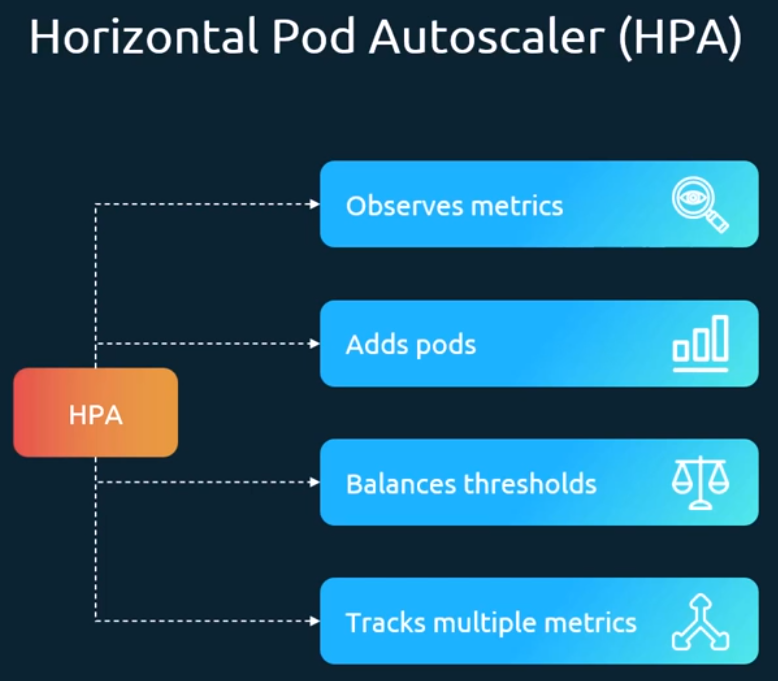 Horizontal Pod Autoscaler (HPA)
Observes metrics
Adds pods
HPA
Balances thresholds
Tracks multiple metrics